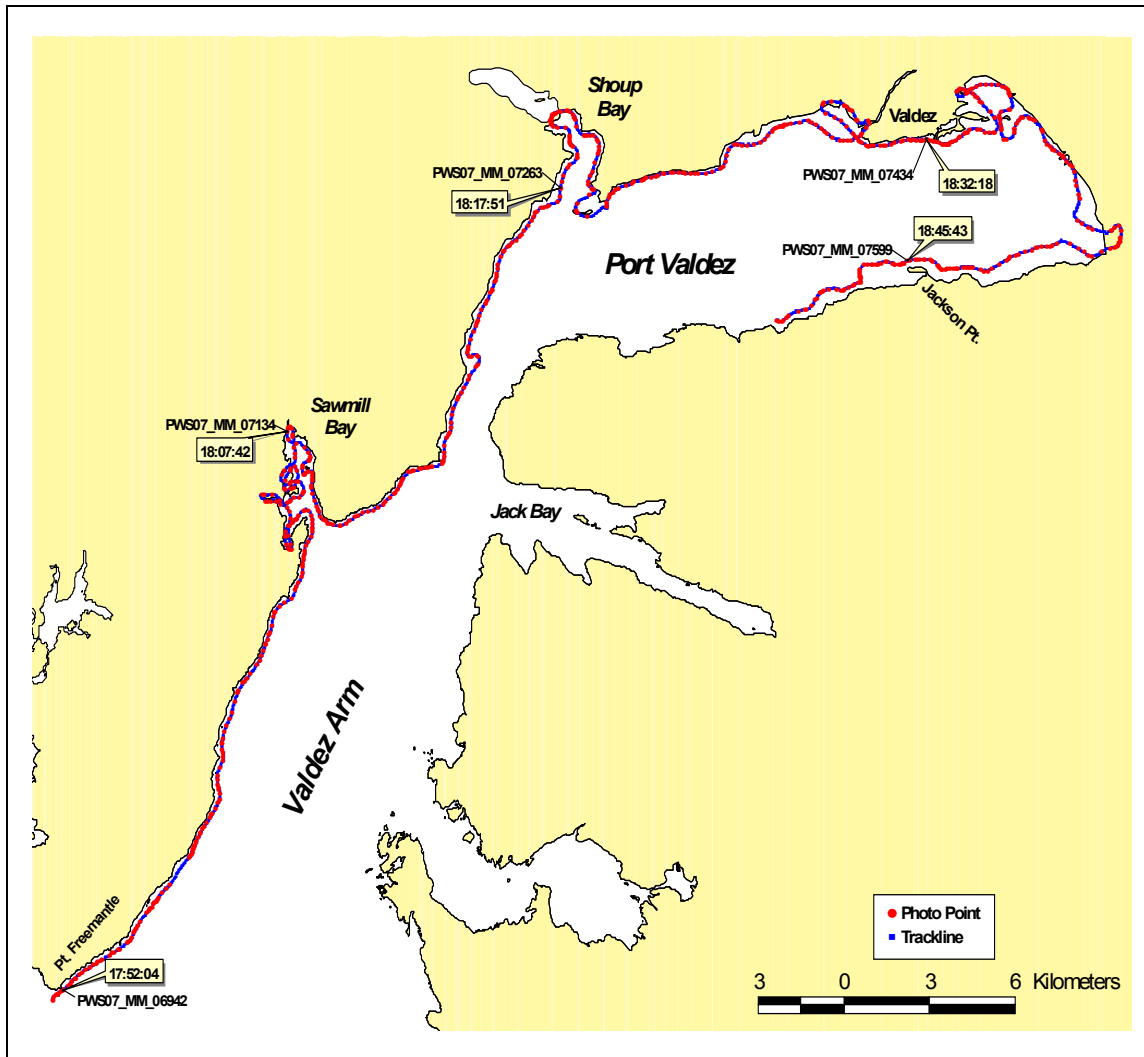 Shoup
Bay
Valdez
PWS07_MM_07263
18:17:51
PWS07_MM_07434
18:32:18
18:45:43
PWS07_MM_07599
Port Valdez
Jackson Pt.
Sawmill
Bay
PWS07_MM_07134
18:07:42
Jack Bay
Valdez Arm
Pt. Freemantle
17:52:04
PWS07_MM_06942
Photo Point
Trackline
3 0 3 6 Kilometers